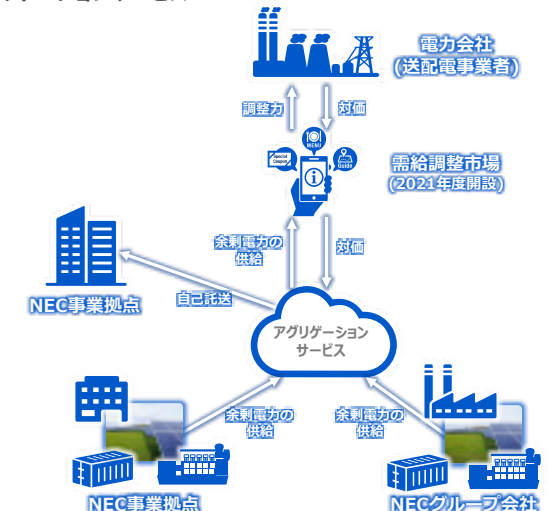 電力会社
(送配電事業者)
調整力
対価
MENU
Special
Coupon
Guide
需給調整市場
(2021年度開設)
余剰電力の
供給
対価
NEC事業拠点
自己託送
アグリゲーション
サービス
余剰電力の
供給
余剰電力の
供給
NEC事業拠点
NECグループ会社